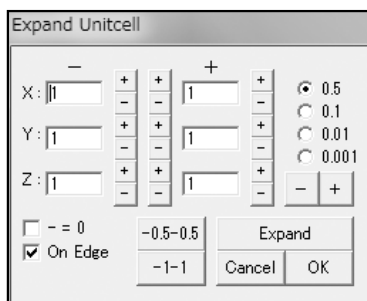 Expand Unitcell
− +
X: 1 + − + − 1 + − 0.5
0.1
Y: 1 + − + − 1 + − 0.01
0.001
Z: 1 + − + − 1 + − − +
− = 0 −0.5-0.5 Expand
On Edge −1-1 Cancel OK